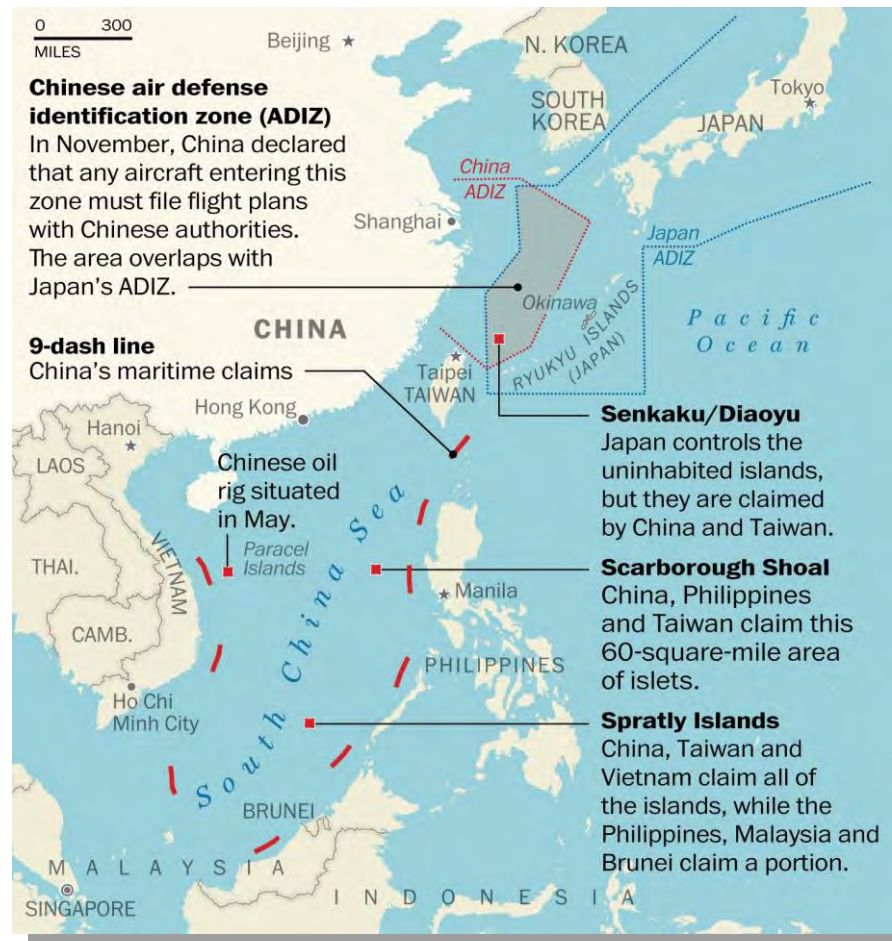 0 300
MILES
Beijing
N. KOREA
SOUTH
KOREA
Tokyo
JAPAN
Chinese air defense
identification zone (ADIZ)
In November, China declared
that any aircraft entering this
zone must file flight plans
with Chinese authorities.
The area overlaps with
Japan's ADIZ.
China
ADIZ
Shanghai
Japan
ADIZ
Okinawa
RYUKYU ISLANDS
(JAPAN)
Pacific
Ocean
CHINA
9-dash line
China's maritime claims
Taipei
TAIWAN
Hong Kong
Hanoi
LAOS
Chinese oil
rig situated
in May.
Paracel
Islands
VIETNAM
THAI.
CAMB.
Ho Chi
Minh City
South China Sea
Manila
PHILIPPINES
Senkaku/Diaoyu
Japan controls the
uninhabited islands,
but they are claimed
by China and Taiwan.
Scarborough Shoal
China, Philippines
and Taiwan claim this
60-square-mile area
of islets.
Spratly Islands
China, Taiwan and
Vietnam claim all of
the islands, while the
Philippines, Malaysia and
Brunei claim a portion.
BRUNEI
MALAYSIA
SINGAPORE
INDONESIA